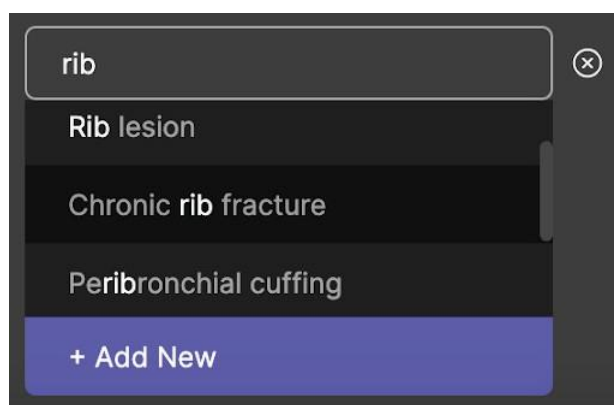 rib
Rib lesion
Chronic rib fracture
Peribronchial cuffing
+ Add New